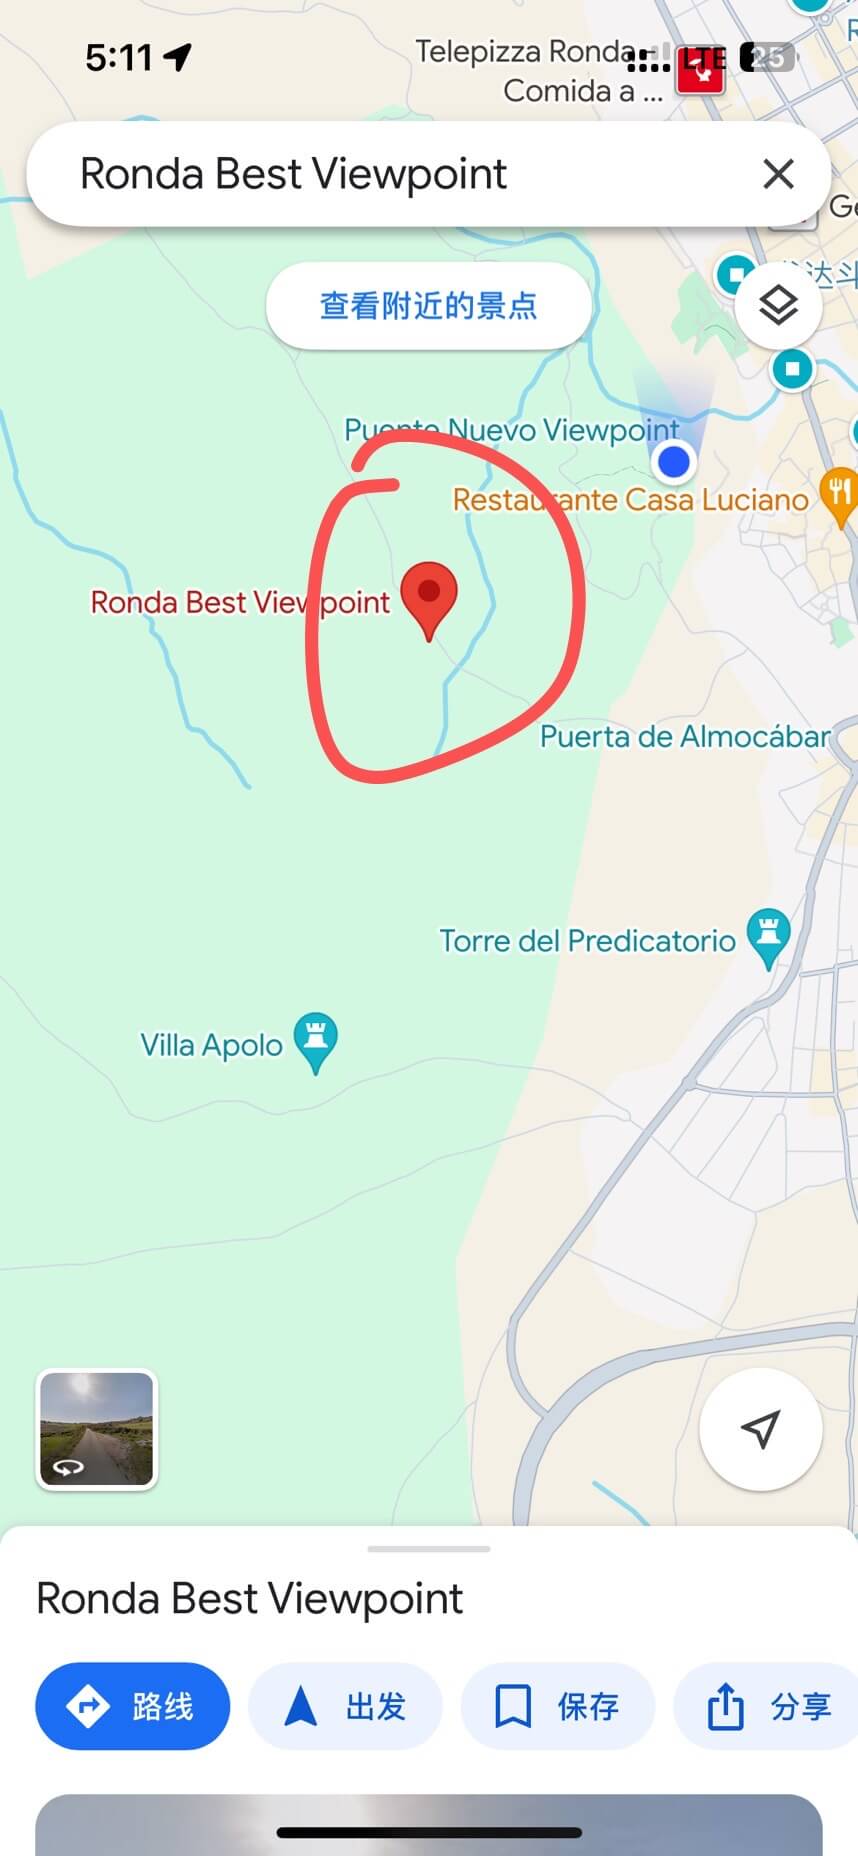 5:11
LTE
25
Telepizza Ronda -
Comida a ...
Ronda Best Viewpoint
查看附近的景点
Puente Nuevo Viewpoint
Restaurante Casa Luciano
Ronda Best Viewpoint
Puerta de Almocábar
Torre del Predicatorio
Villa Apolo
Ronda Best Viewpoint
路线
出发
保存
分享